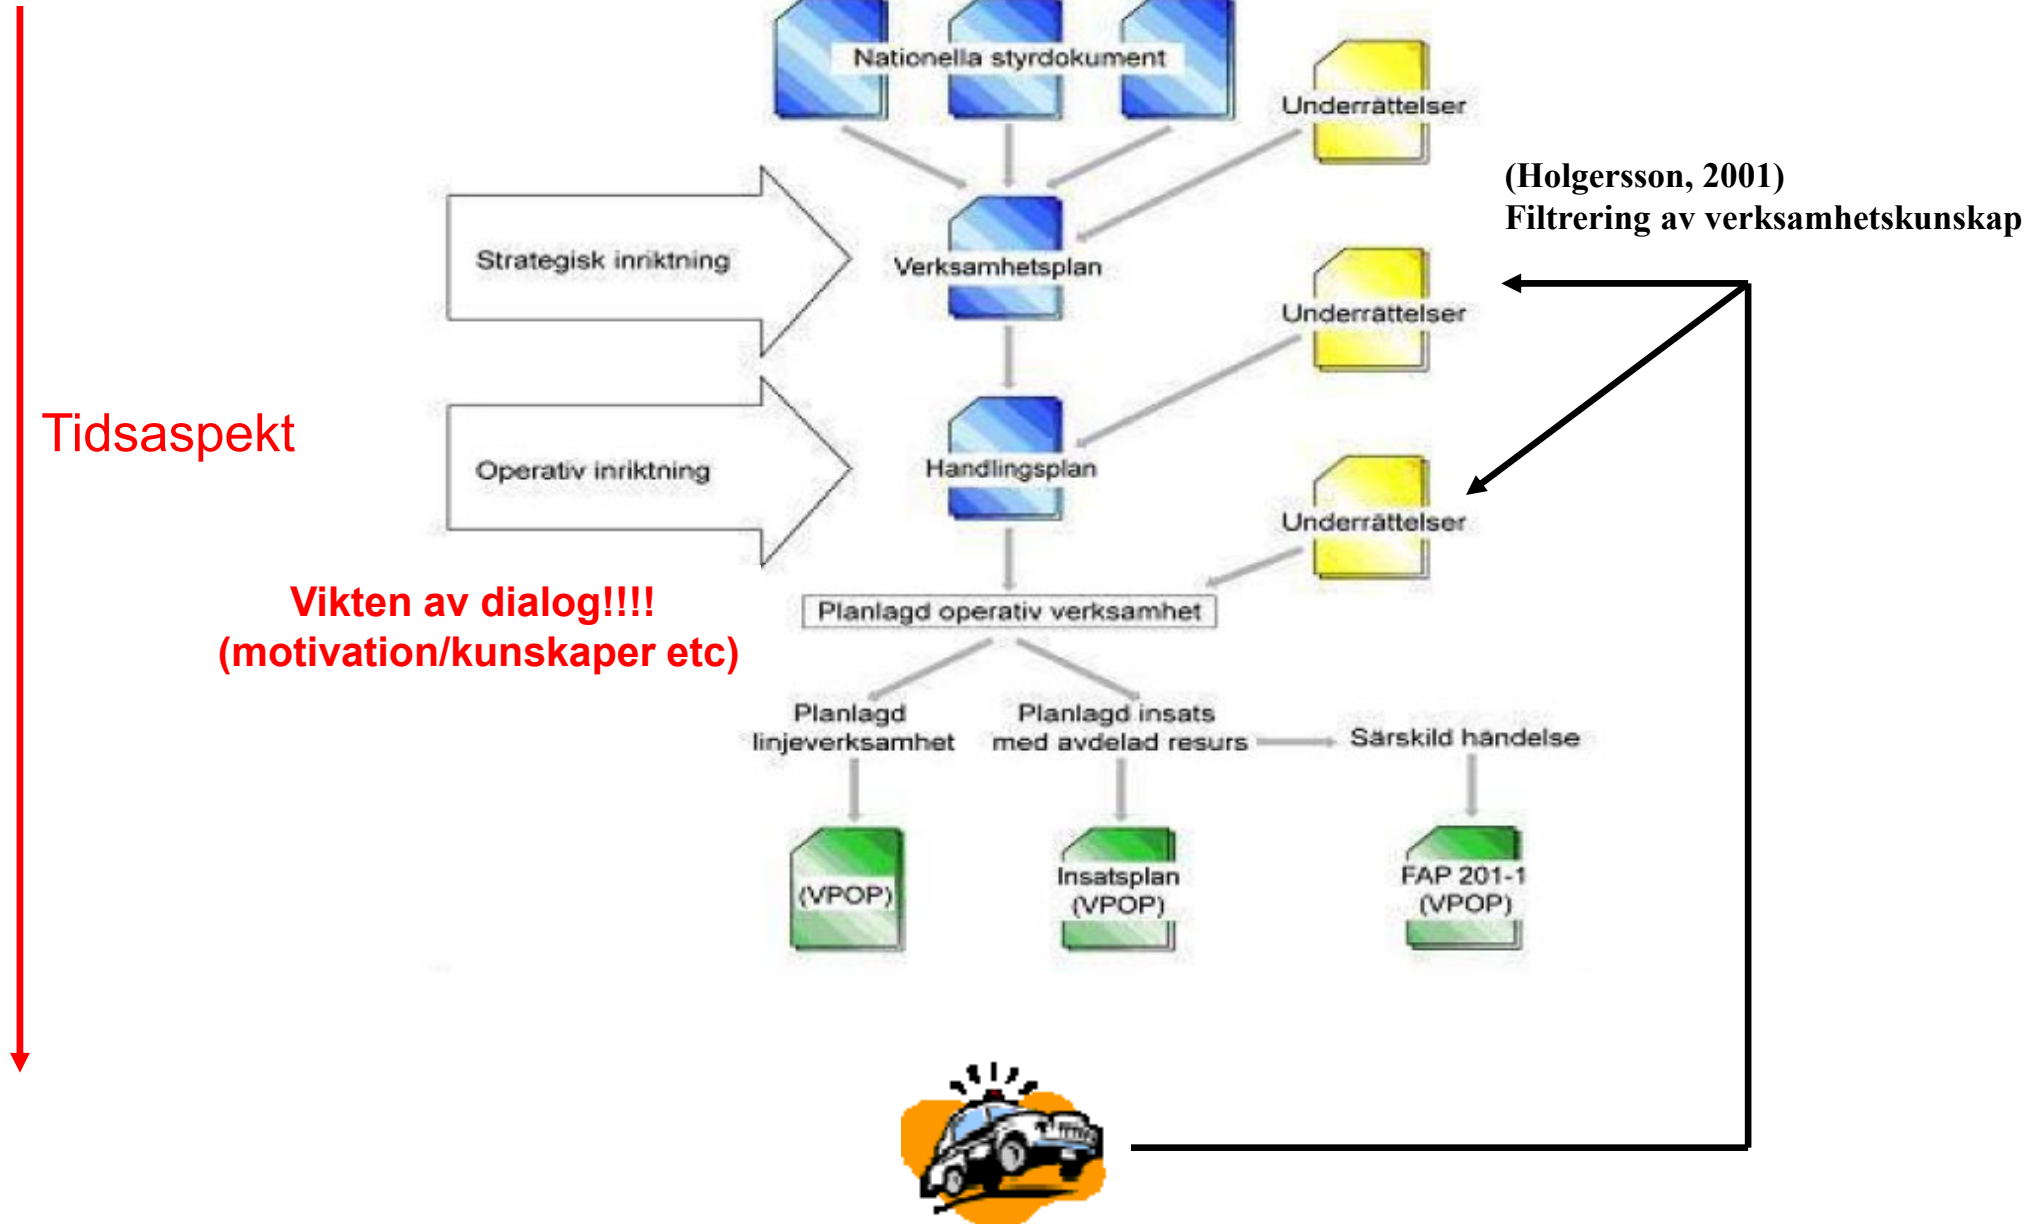 Nationella styrdokument
Underrättelser
(Holgersson, 2001)
Filtrering av verksamhetskunskap
Strategisk inriktning
Verksamhetsplan
Underrättelser
Tidsaspekt
Operativ inriktning
Handlingsplan
Underrättelser
Vikten av dialog!!!!
(motivation/kunskaper etc)
Planlagd operativ verksamhet
Planlagd
linjeverksamhet
Planlagd insats
med avdelad resurs
Särskild händelse
(VPOP)
Insatsplan
(VPOP)
FAP 201-1
(VPOP)